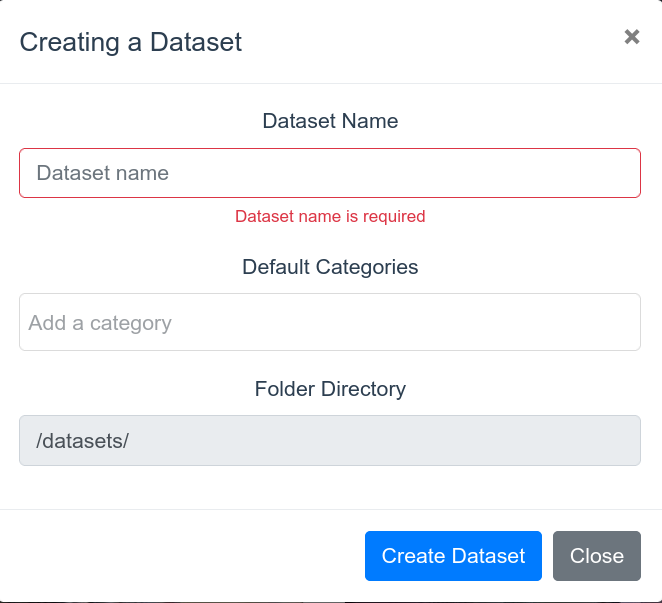 Creating a Dataset
×
Dataset Name
Dataset name
Dataset name is required
Default Categories
Add a category
Folder Directory
/datasets/
Create Dataset
Close